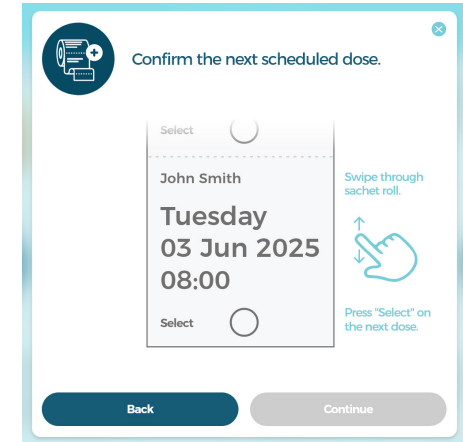 Confirm the next scheduled dose.
Select
John Smith
Tuesday
03 Jun 2025
08:00
Select
Swipe through
sachet roll.
Press "Select" on
the next dose.
Back
Continue